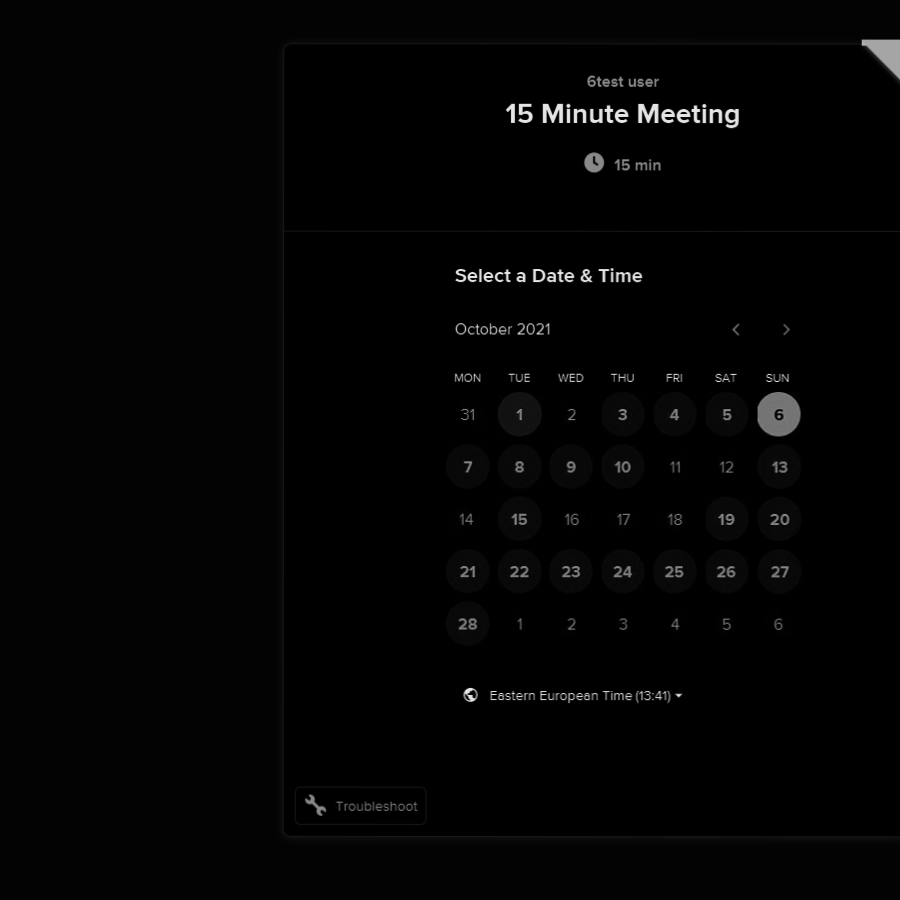 6test user
15 Minute Meeting
15 min
Select a Date & Time
October 2021
MON TUE WED THU FRI SAT SUN
31 1 2 3 4 5 6
7 8 9 10 11 12 13
14 15 16 17 18 19 20
21 22 23 24 25 26 27
28 1 2 3 4 5 6
Eastern European Time (13:41)
Troubleshoot